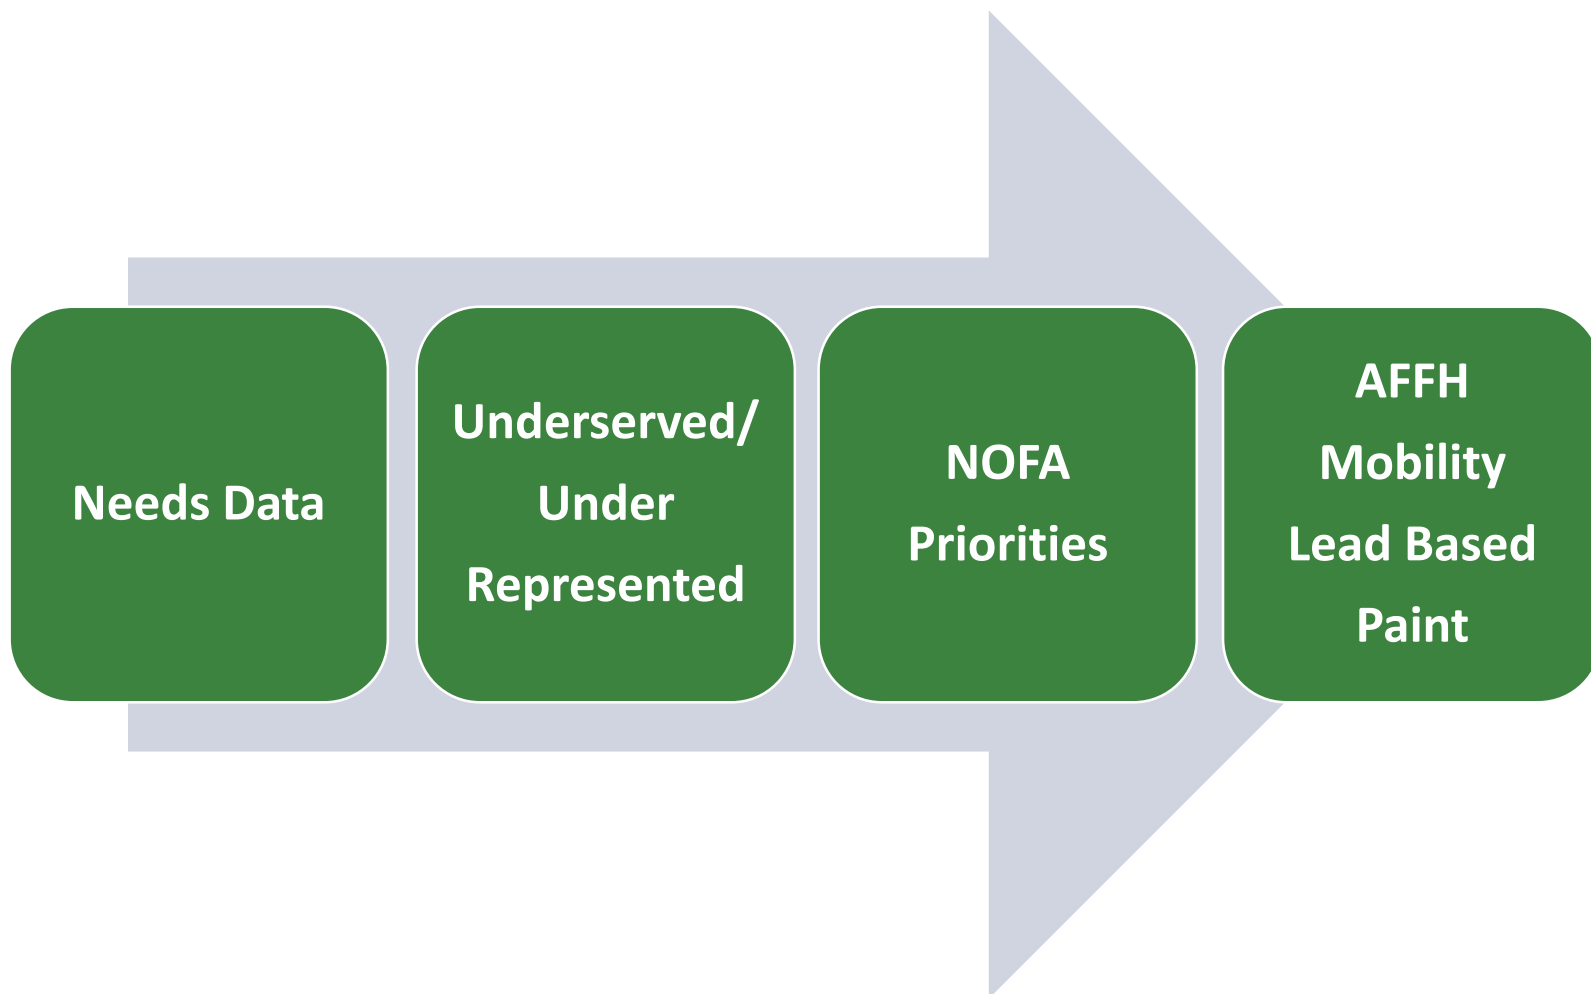 Needs Data
Underserved/
Under
Represented
NOFA
Priorities
AFFH
Mobility
Lead Based
Paint